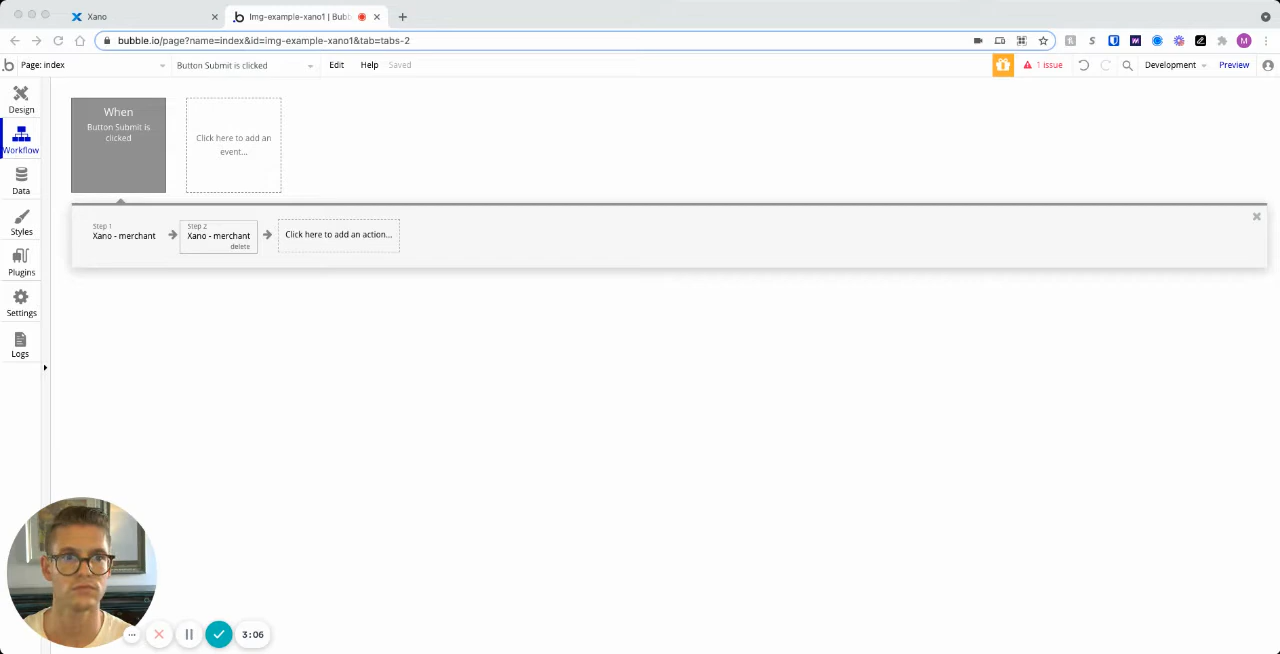 Xano
Img-example-xano1 | Bubb
bubble.io/page?name=index&id=img-example-xano1&tab=tabs-2
S
M
Page: index
Button Submit is clicked
Edit
Help
Saved
1 issue
Development
Preview
Design
Workflow
Data
Styles
Plugins
Settings
Logs
When
Button Submit is
clicked
Click here to add an
event...
Step 1
Xano - merchant
Step 2
Xano - merchant
delete
Click here to add an action...
3:06